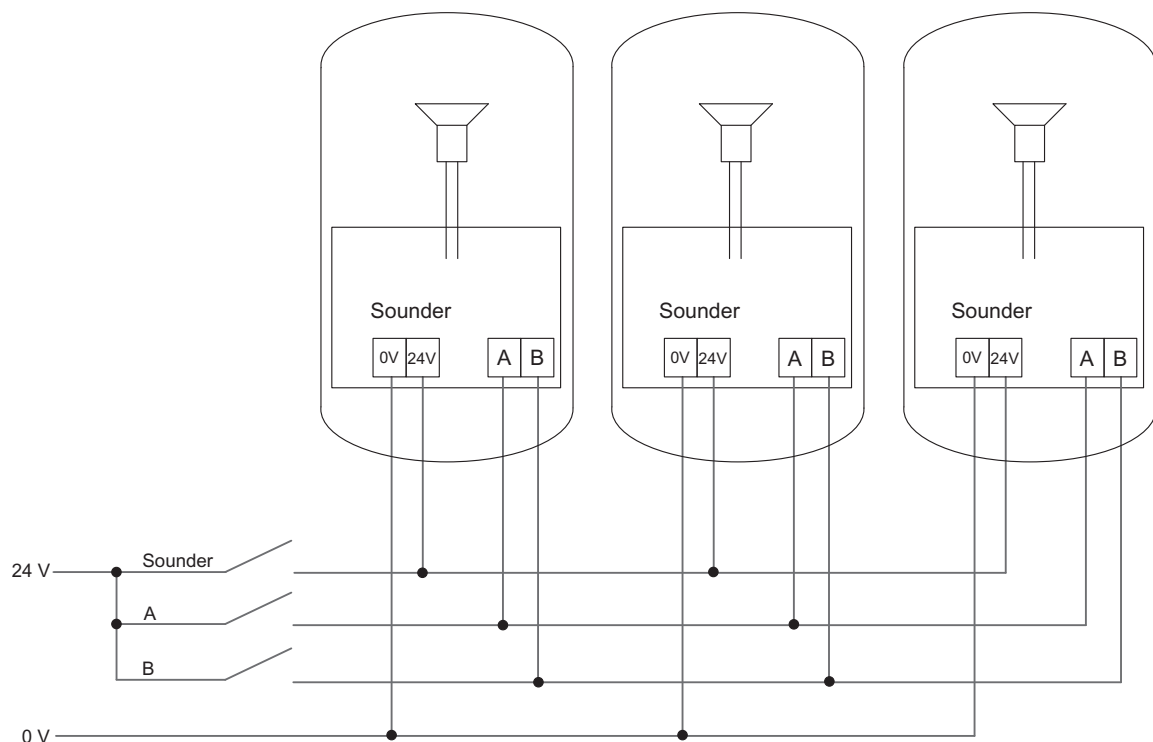 Sounder Sounder Sounder
0V 24V A B 0V 24V A B 0V 24V A B
Sounder
24 V
A
B
0 V